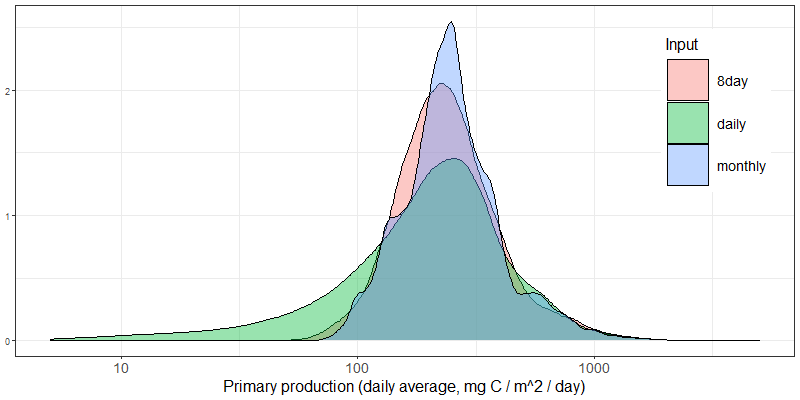 Input
8day
daily
monthly
2
1
0
10
100
1000
Primary production (daily average, mg C / m^2 / day)